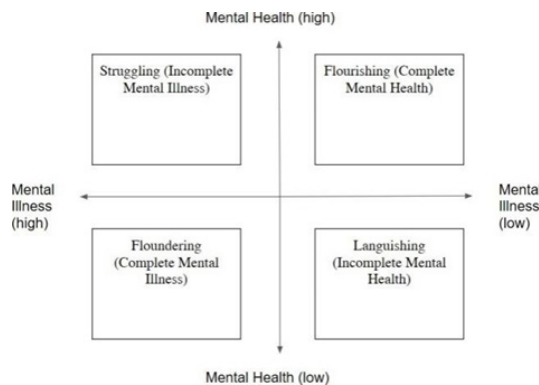 Mental Health (high)
Struggling (Incomplete
Mental Illness)
Flourishing (Complete
Mental Health)
Mental
Illness
(high)
Mental
Illness
(low)
Floundering
(Complete Mental
Illness)
Languishing
(Incomplete Mental
Health)
Mental Health (low)